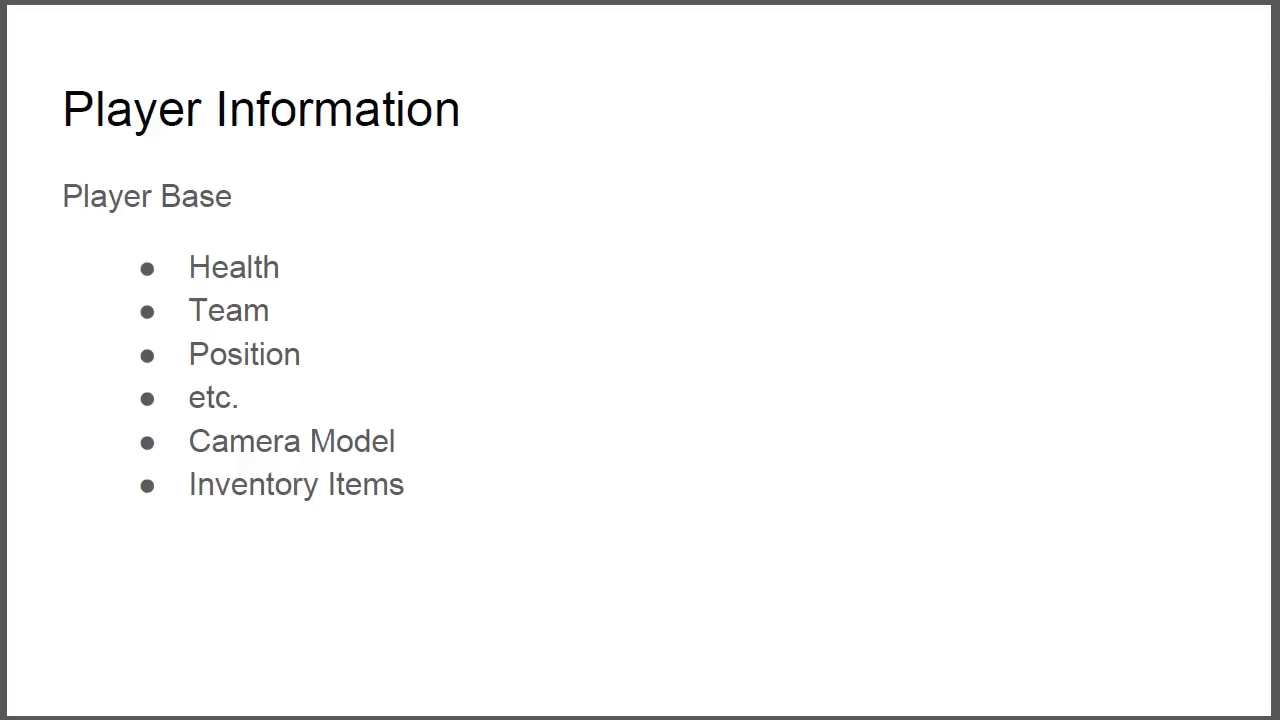 Player Information
Player Base
● Health
● Team
● Position
● etc.
● Camera Model
● Inventory Items